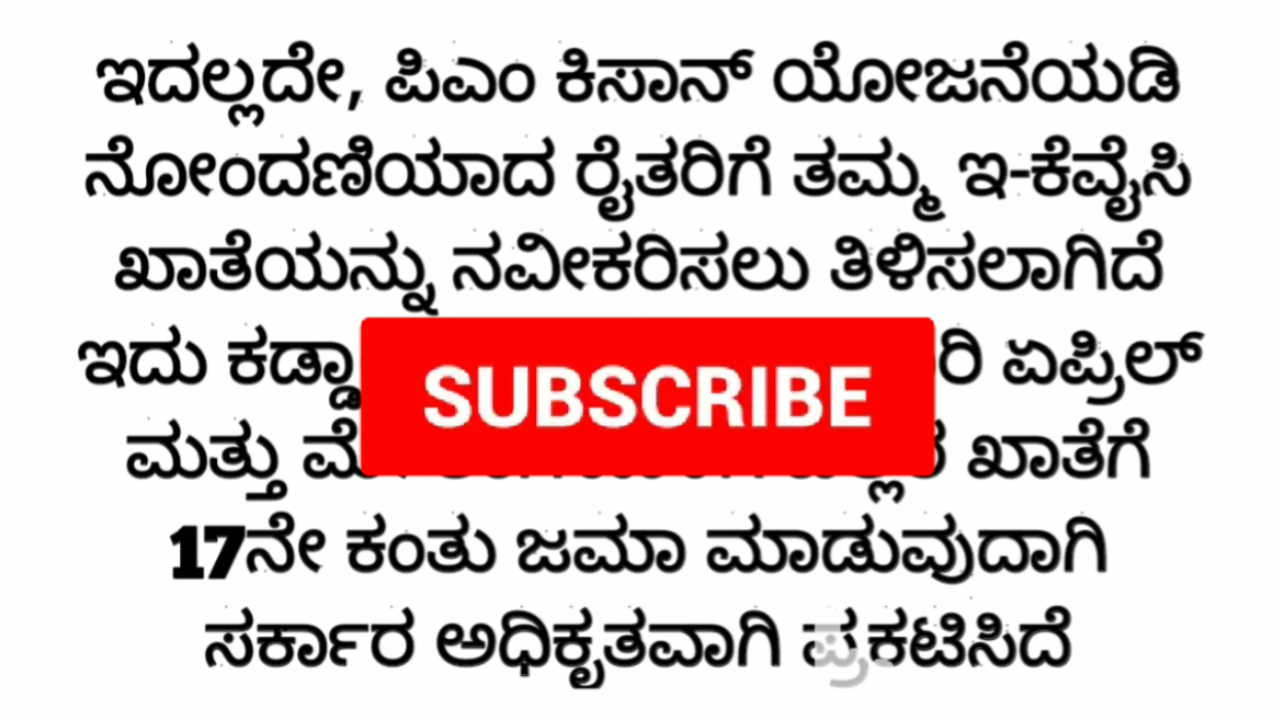 ಇದಲ್ಲದೇ, ಪಿಎಂ ಕಿಸಾನ್ ಯೋಜನೆಯಡಿ
ನೋಂದಣಿಯಾದ ರೈತರಿಗೆ ತಮ್ಮ ಇ-ಕೆವೈಸಿ
ಖಾತೆಯನ್ನು ನವೀಕರಿಸಲು ತಿಳಿಸಲಾಗಿದೆ
ಇದು ಏಪ್ರಿಲ್
SUBSCRIBE
ಮತ್ತು ಖಾತೆಗೆ
17ನೇ ಕಂತು ಜಮಾ ಮಾಡುವುದಾಗಿ
ಸರ್ಕಾರ ಅಧಿಕೃತವಾಗಿ ಪ್ರಕಟಿಸಿದೆ